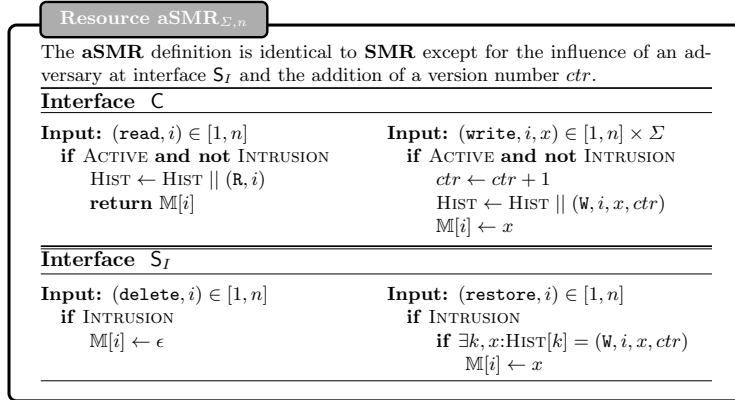 Resource aSMR_{Σ,n}
The aSMR definition is identical to SMR except for the influence of an ad-
versary at interface S_I and the addition of a version number ctr.
Interface C
Input: (read, i) ∈ [1, n]
if ACTIVE and not INTRUSION
HIST ← HIST || (R, i)
return 𝕄[i]
Input: (write, i, x) ∈ [1, n] × Σ
if ACTIVE and not INTRUSION
ctr ← ctr + 1
HIST ← HIST || (W, i, x, ctr)
𝕄[i] ← x
Interface S_I
Input: (delete, i) ∈ [1, n]
if INTRUSION
𝕄[i] ← ϵ
Input: (restore, i) ∈ [1, n]
if INTRUSION
if ∃k, x:HIST[k] = (W, i, x, ctr)
𝕄[i] ← x